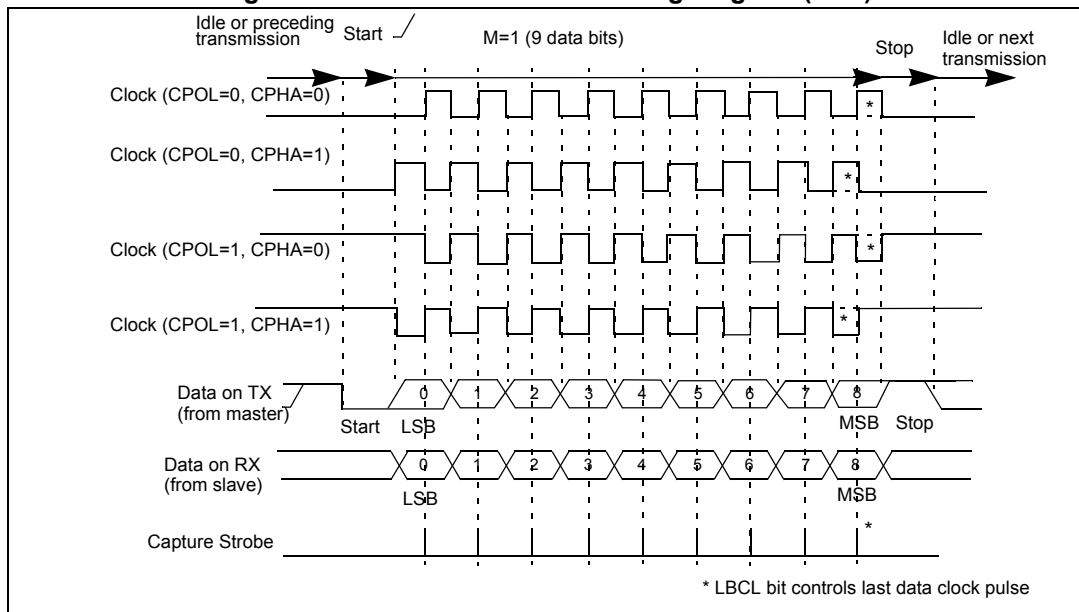 Idle or preceding
transmission
Start
M=1 (9 data bits)
Stop
Idle or next
transmission
Clock (CPOL=0, CPHA=0)
*
Clock (CPOL=0, CPHA=1)
*
Clock (CPOL=1, CPHA=0)
*
Clock (CPOL=1, CPHA=1)
*
Data on TX
(from master)
0 1 2 3 4 5 6 7 8
Start LSB MSB Stop
Data on RX
(from slave)
0 1 2 3 4 5 6 7 8
LSB MSB
Capture Strobe
*
* LBCL bit controls last data clock pulse